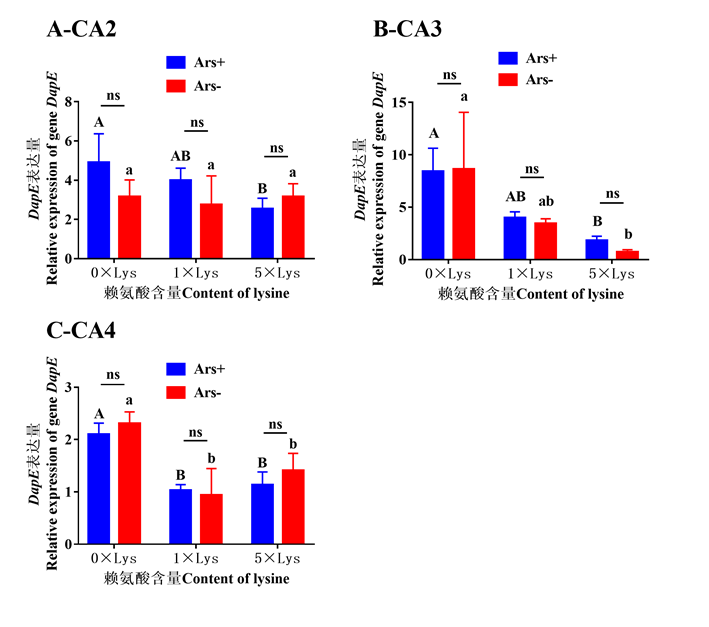 A-CA2
Ars+
Ars-
DapE表达量
Relative expression of gene DapE
8
6
4
2
0
ns
ns
ns
A
a
AB
a
B
a
0×Lys
1×Lys
5×Lys
赖氨酸含量Content of lysine
B-CA3
Ars+
Ars-
DapE表达量
Relative expression of gene DapE
15
10
5
0
ns
ns
ns
A
a
AB
ab
B
b
0×Lys
1×Lys
5×Lys
赖氨酸含量Content of lysine
C-CA4
Ars+
Ars-
DapE表达量
Relative expression of gene DapE
3
2
1
0
ns
ns
ns
A
a
B
b
B
b
0×Lys
1×Lys
5×Lys
赖氨酸含量Content of lysine